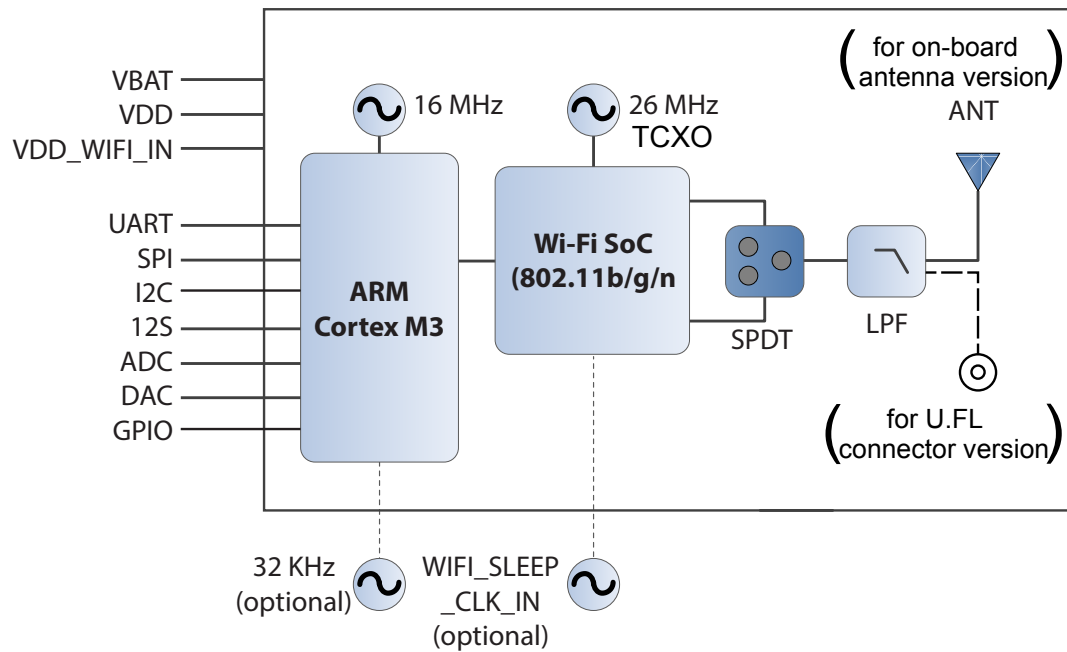 VBAT
VDD
VDD_WIFI_IN
UART
SPI
I2C
12S
ADC
DAC
GPIO
16 MHz
ARM
Cortex M3
26 MHz
TCXO
Wi-Fi SoC
(802.11b/g/n
SPDT
LPF
(for on-board
antenna version)
ANT
(for U.FL
connector version)
32 KHz
(optional)
WIFI_SLEEP
_CLK_IN
(optional)